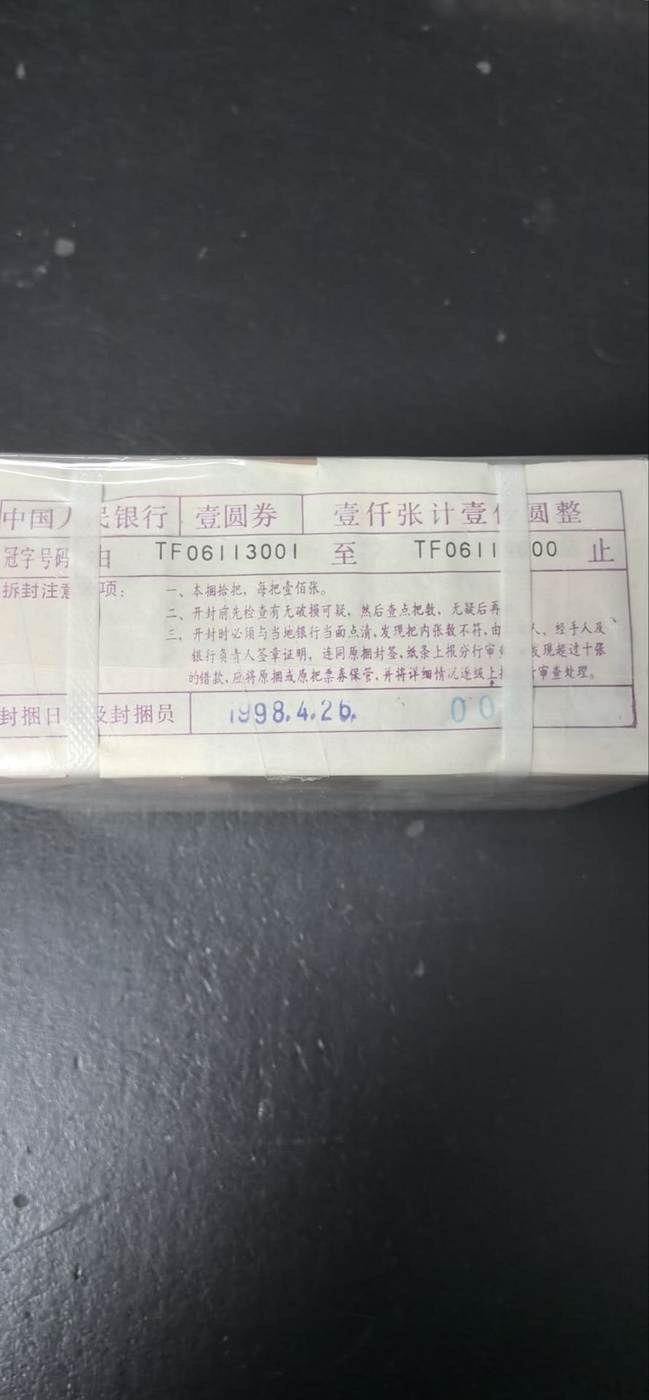 中国人民银行 壹圆券 壹仟张计壹仟圆整
冠字号码 由 TF06113001 至 TF0611 000 止
拆封注意 项：
一、本捆拾把，每把壹佰张。
二、开封前先检查有无破损可疑，然后查点把数，无疑后再
三、开封时必须与当地银行当面点清，发现把内张数不符，由 人、经手人及
银行负责人签章证明，连同原捆封签、纸条上报分行审 发现超过十张
的错款，应将原捆或原把票券保管，并将详细情况逐级上 审查处理。
封捆日 及封捆员 1998.4.26. 00